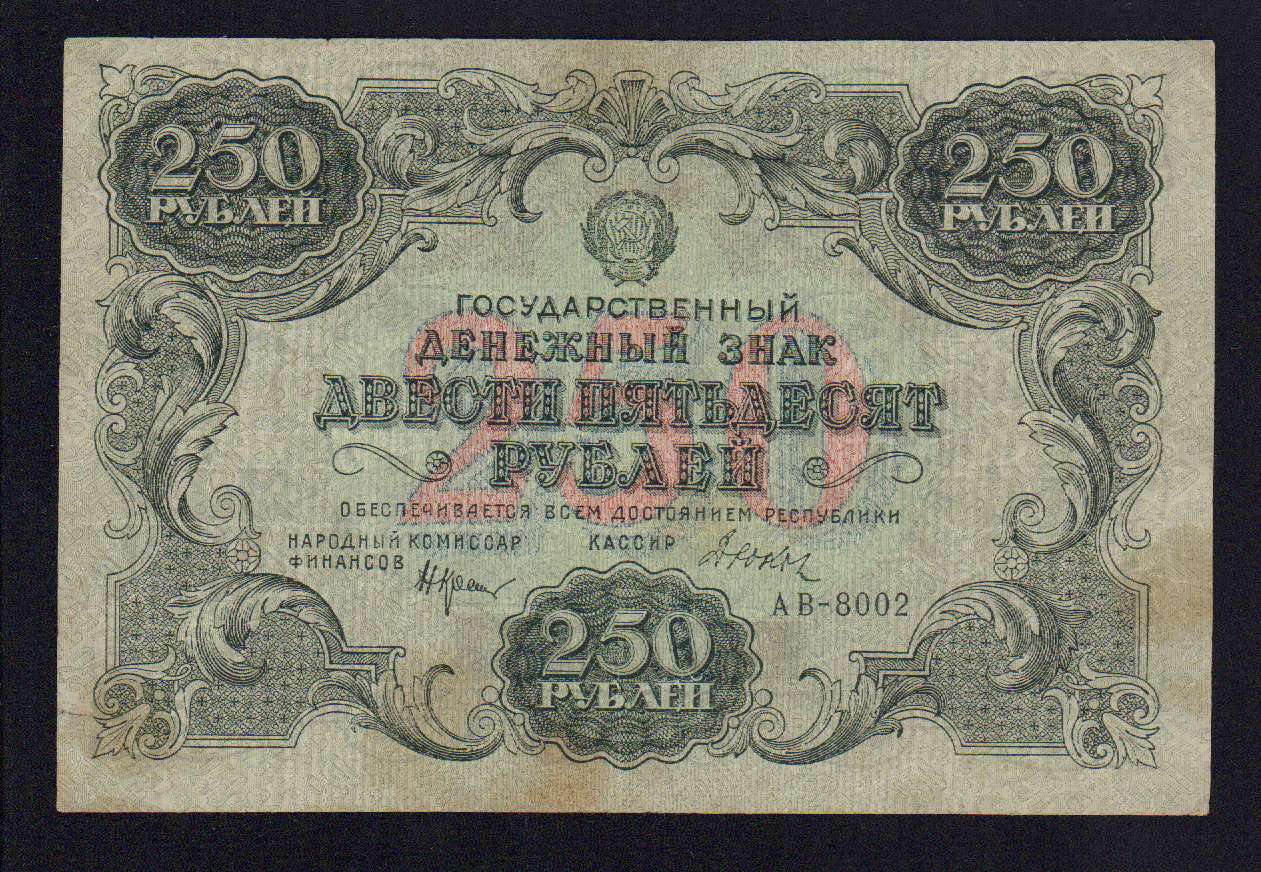 250
РУБЛЕЙ
250
РУБЛЕЙ
ГОСУДАРСТВЕННЫЙ
ДЕНЕЖНЫЙ ЗНАК
250
ДВЕСТИ ПЯТЬДЕСЯТ
РУБЛЕЙ
ОБЕСПЕЧИВАЕТСЯ ВСЕМ ДОСТОЯНИЕМ РЕСПУБЛИКИ
НАРОДНЫЙ КОМИССАР
ФИНАНСОВ
КАССИР
АВ-8002
250
РУБЛЕЙ